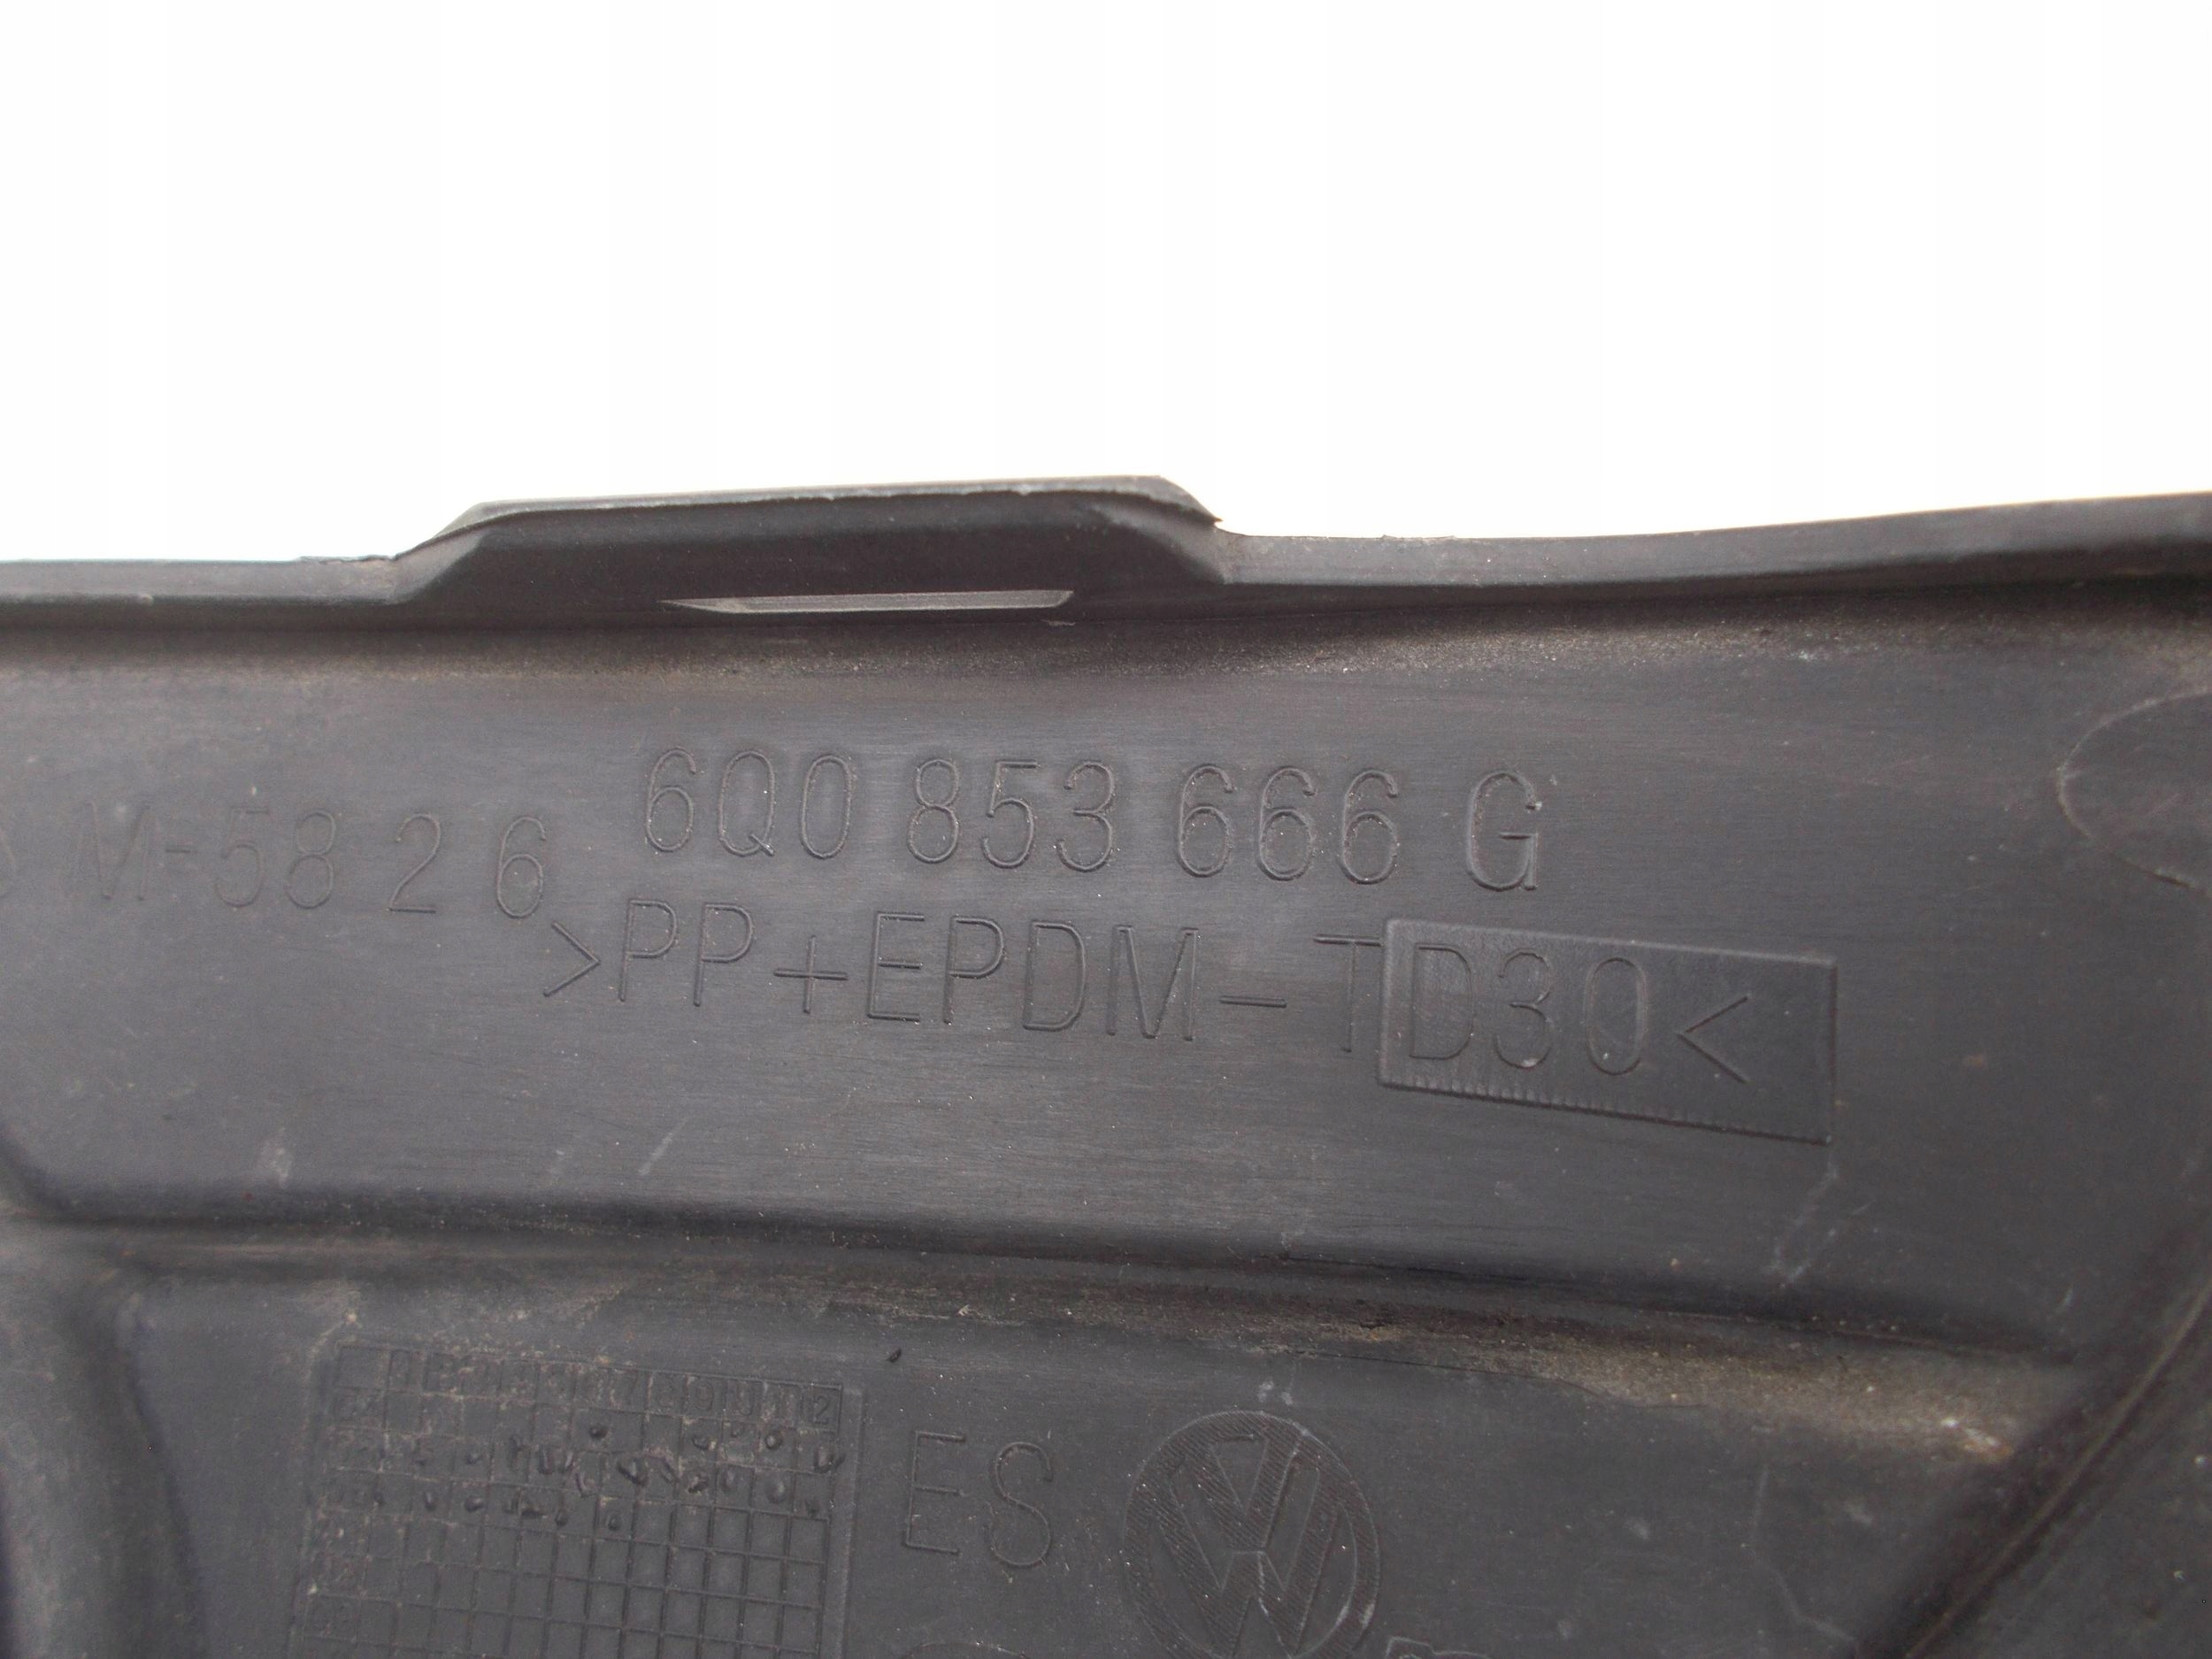 6Q0 853 666 G
M-58 2 6
>PP+EPDM-TD30<
ES